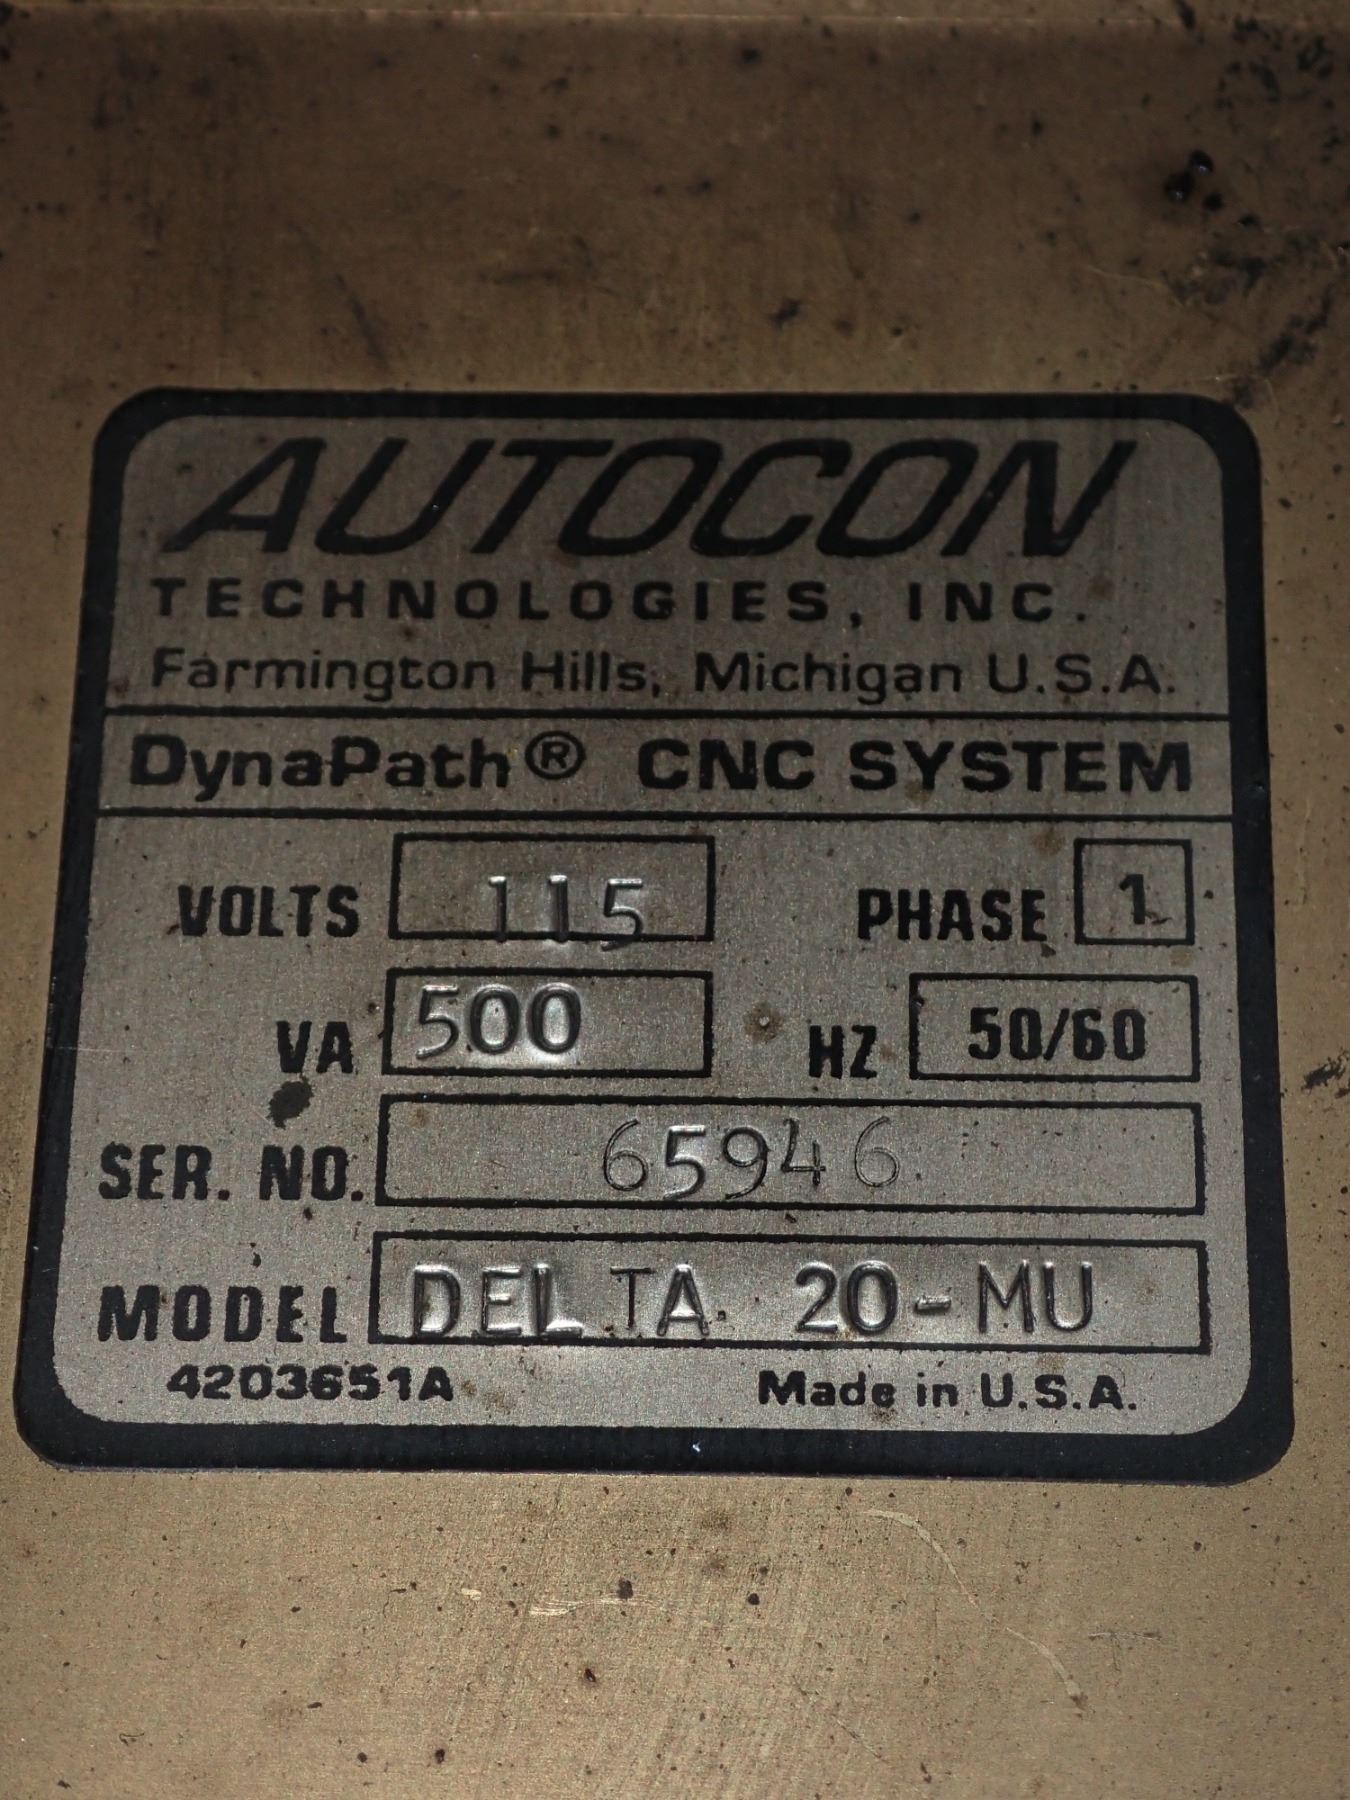 AUTOCON
TECHNOLOGIES, INC.
Farmington Hills, Michigan U.S.A.
DynaPath® CNC SYSTEM
VOLTS 115 PHASE 1
VA 500 HZ 50/60
SER. NO. 65946
MODEL DELTA 20-MU
4203651A Made in U.S.A.